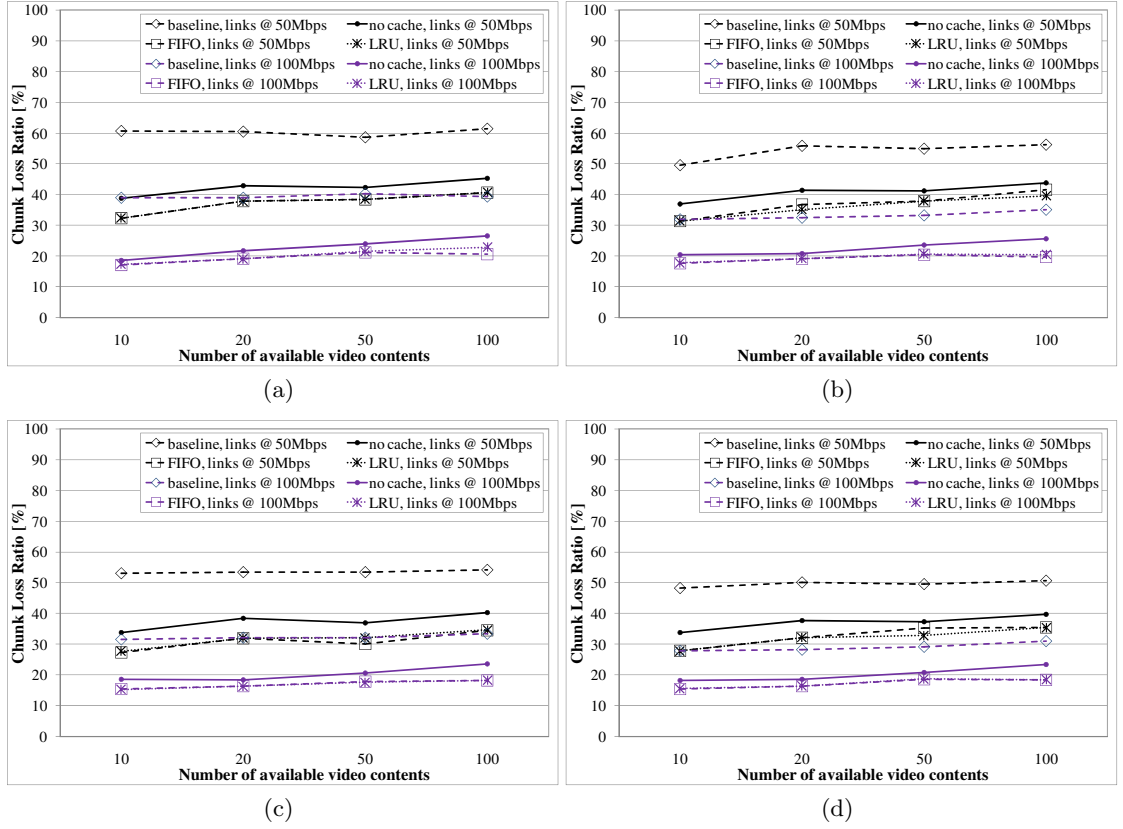 100
90
80
70
60
50
40
30
20
10
0
Chunk Loss Ratio [%]
baseline, links @ 50Mbps no cache, links @ 50Mbps
FIFO, links @ 50Mbps LRU, links @ 50Mbps
baseline, links @ 100Mbps no cache, links @ 100Mbps
FIFO, links @ 100Mbps LRU, links @ 100Mbps
10 20 50 100
Number of available video contents
(a)
100
90
80
70
60
50
40
30
20
10
0
Chunk Loss Ratio [%]
baseline, links @ 50Mbps no cache, links @ 50Mbps
FIFO, links @ 50Mbps LRU, links @ 50Mbps
baseline, links @ 100Mbps no cache, links @ 100Mbps
FIFO, links @ 100Mbps LRU, links @ 100Mbps
10 20 50 100
Number of available video contents
(b)
100
90
80
70
60
50
40
30
20
10
0
Chunk Loss Ratio [%]
baseline, links @ 50Mbps no cache, links @ 50Mbps
FIFO, links @ 50Mbps LRU, links @ 50Mbps
baseline, links @ 100Mbps no cache, links @ 100Mbps
FIFO, links @ 100Mbps LRU, links @ 100Mbps
10 20 50 100
Number of available video contents
(c)
100
90
80
70
60
50
40
30
20
10
0
Chunk Loss Ratio [%]
baseline, links @ 50Mbps no cache, links @ 50Mbps
FIFO, links @ 50Mbps LRU, links @ 50Mbps
baseline, links @ 100Mbps no cache, links @ 100Mbps
FIFO, links @ 100Mbps LRU, links @ 100Mbps
10 20 50 100
Number of available video contents
(d)